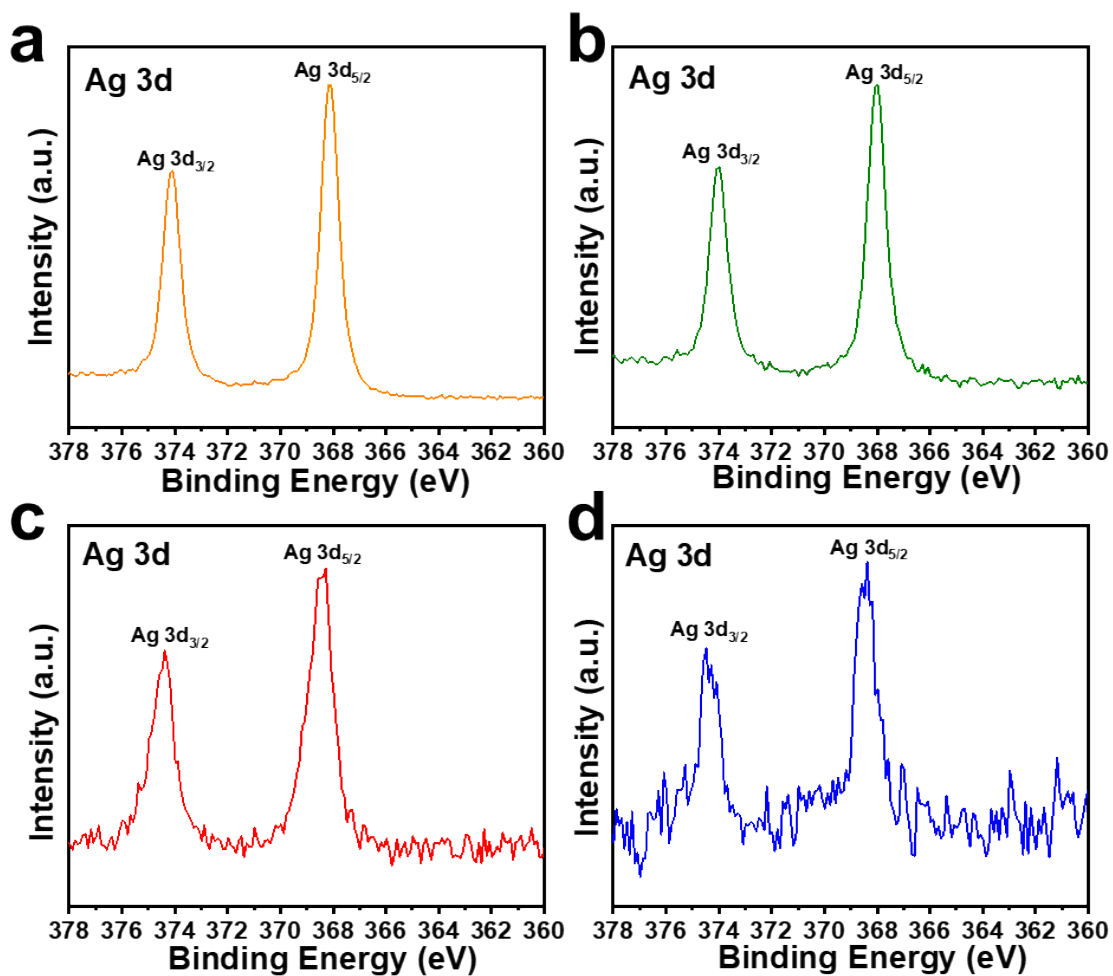 a
Ag 3d
Ag 3d5/2
Ag 3d3/2
Intensity (a.u.)
378 376 374 372 370 368 366 364 362 360
Binding Energy (eV)
b
Ag 3d
Ag 3d5/2
Ag 3d3/2
Intensity (a.u.)
378 376 374 372 370 368 366 364 362 360
Binding Energy (eV)
c
Ag 3d
Ag 3d5/2
Ag 3d3/2
Intensity (a.u.)
378 376 374 372 370 368 366 364 362 360
Binding Energy (eV)
d
Ag 3d
Ag 3d5/2
Ag 3d3/2
Intensity (a.u.)
378 376 374 372 370 368 366 364 362 360
Binding Energy (eV)